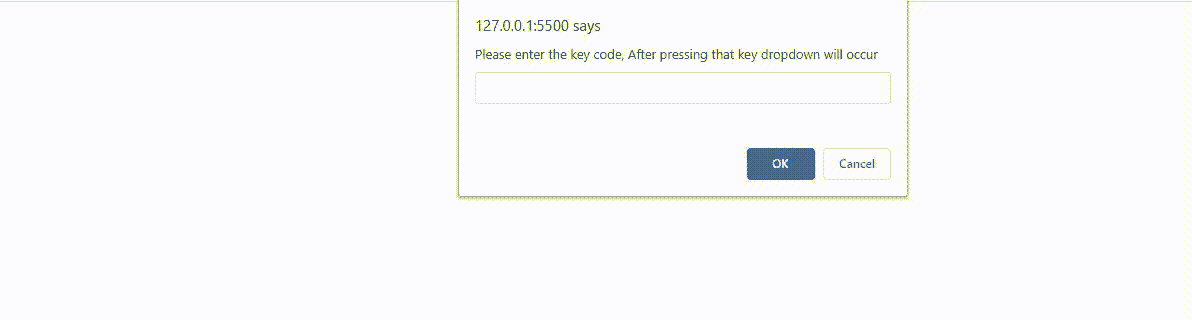 127.0.0.1:5500 says
Please enter the key code, After pressing that key dropdown will occur
OK
Cancel